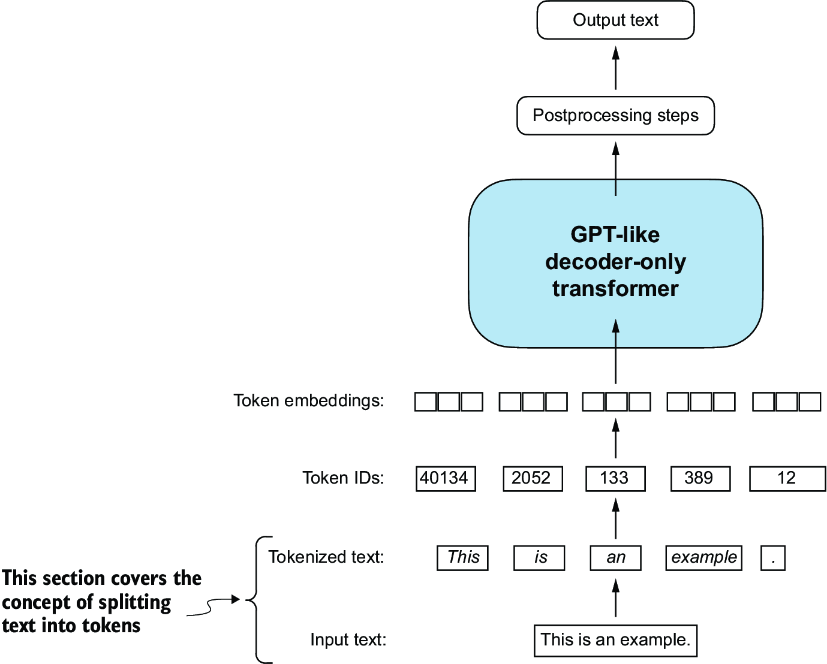 Output text
Postprocessing steps
GPT-like
decoder-only
transformer
Token embeddings:
Token IDs: 40134 2052 133 389 12
Tokenized text: This is an example .
This section covers the
concept of splitting
text into tokens
Input text: This is an example.